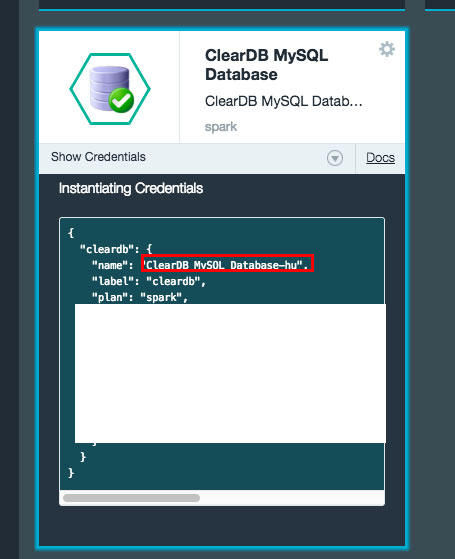 ClearDB MySQL
Database
ClearDB MySQL Datab...
spark
Show Credentials
Docs
Instantiating Credentials
{
"cleardb": {
"name": "ClearDB MySQL Database-hu",
"label": "cleardb",
"plan": "spark",
}
}